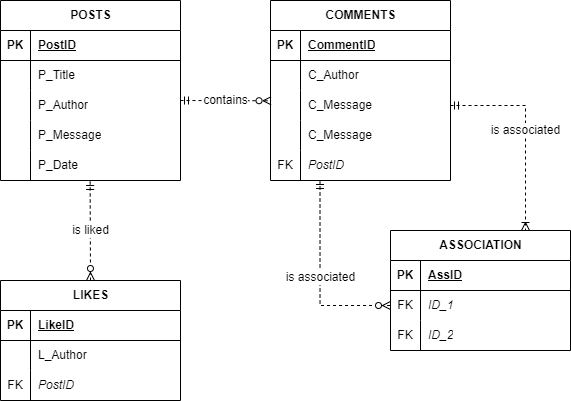 POSTS
PK PostID
P_Title
P_Author
P_Message
P_Date
contains
COMMENTS
PK CommentID
C_Author
C_Message
C_Message
FK PostID
is associated
is liked
is associated
LIKES
PK LikeID
L_Author
FK PostID
ASSOCIATION
PK AssID
FK ID_1
FK ID_2